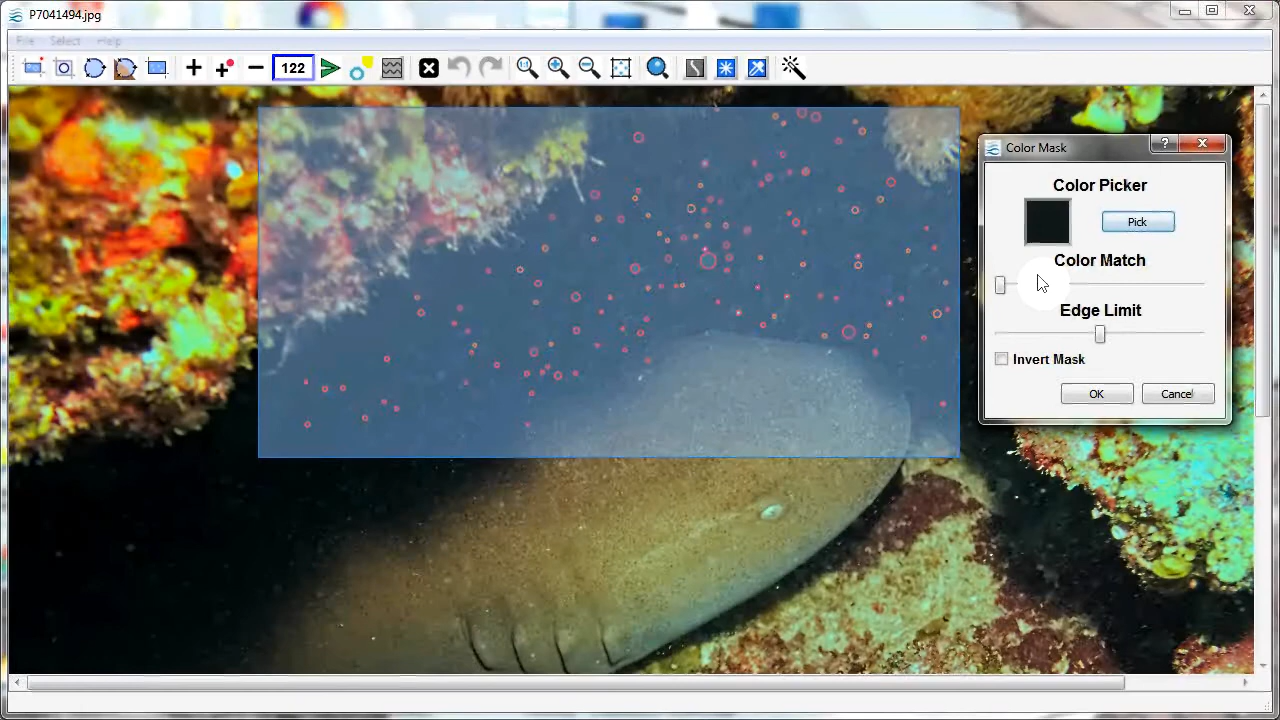 P7041494.jpg
File Select Help
122
Color Mask
Color Picker
Pick
Color Match
Edge Limit
Invert Mask
OK Cancel